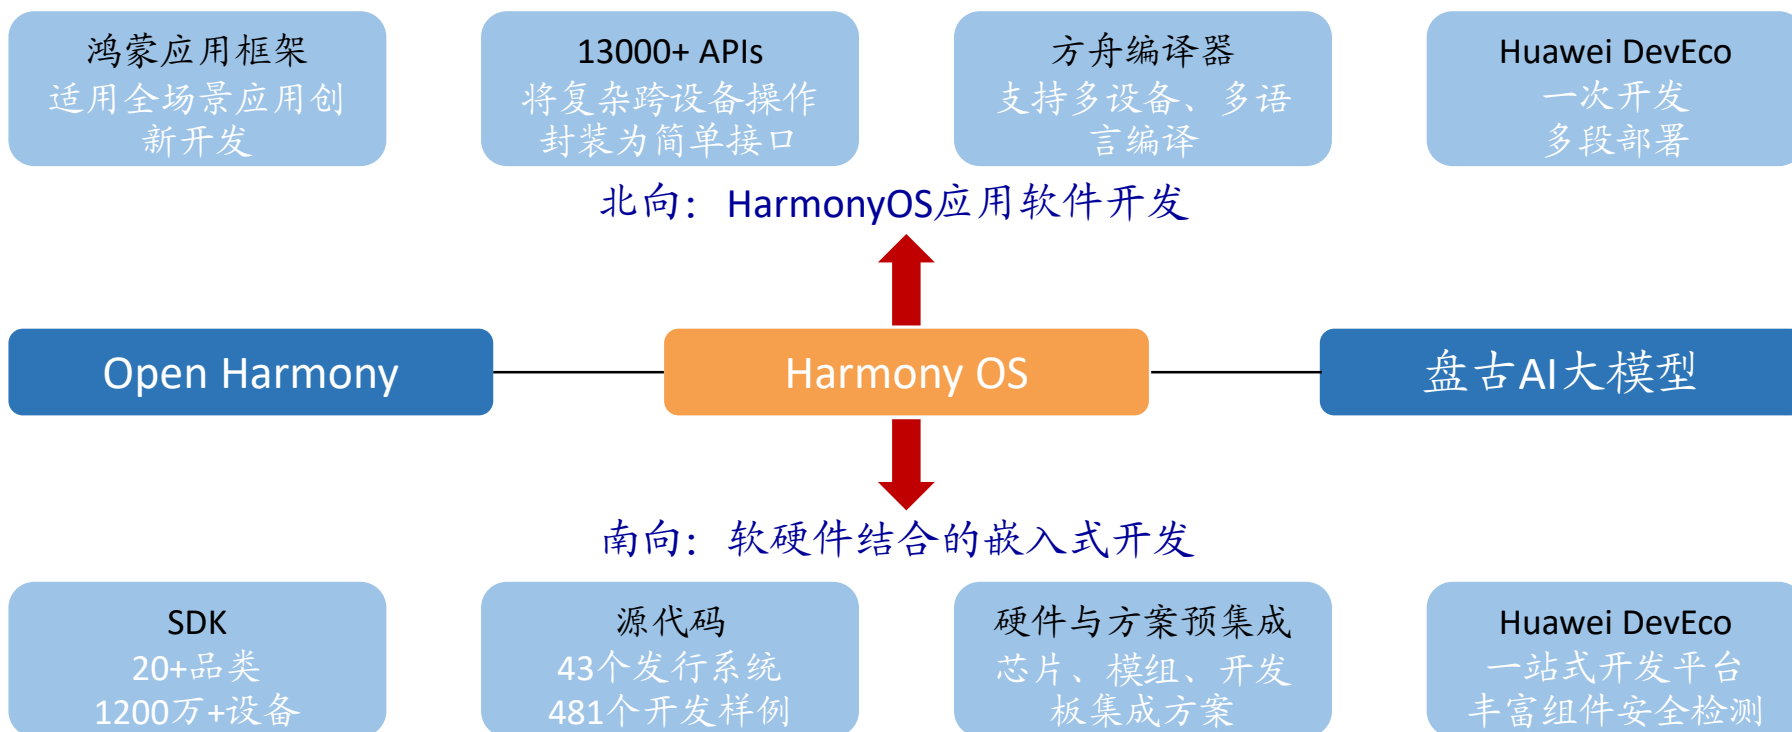 鸿蒙应用框架
适用全场景应用创
新开发
13000+ APIs
将复杂跨设备操作
封装为简单接口
方舟编译器
支持多设备、多语
言编译
Huawei DevEco
一次开发
多段部署
北向：HarmonyOS应用软件开发
Open Harmony
Harmony OS
盘古AI大模型
南向：软硬件结合的嵌入式开发
SDK
20+品类
1200万+设备
源代码
43个发行系统
481个开发样例
硬件与方案预集成
芯片、模组、开发
板集成方案
Huawei DevEco
一站式开发平台
丰富组件安全检测